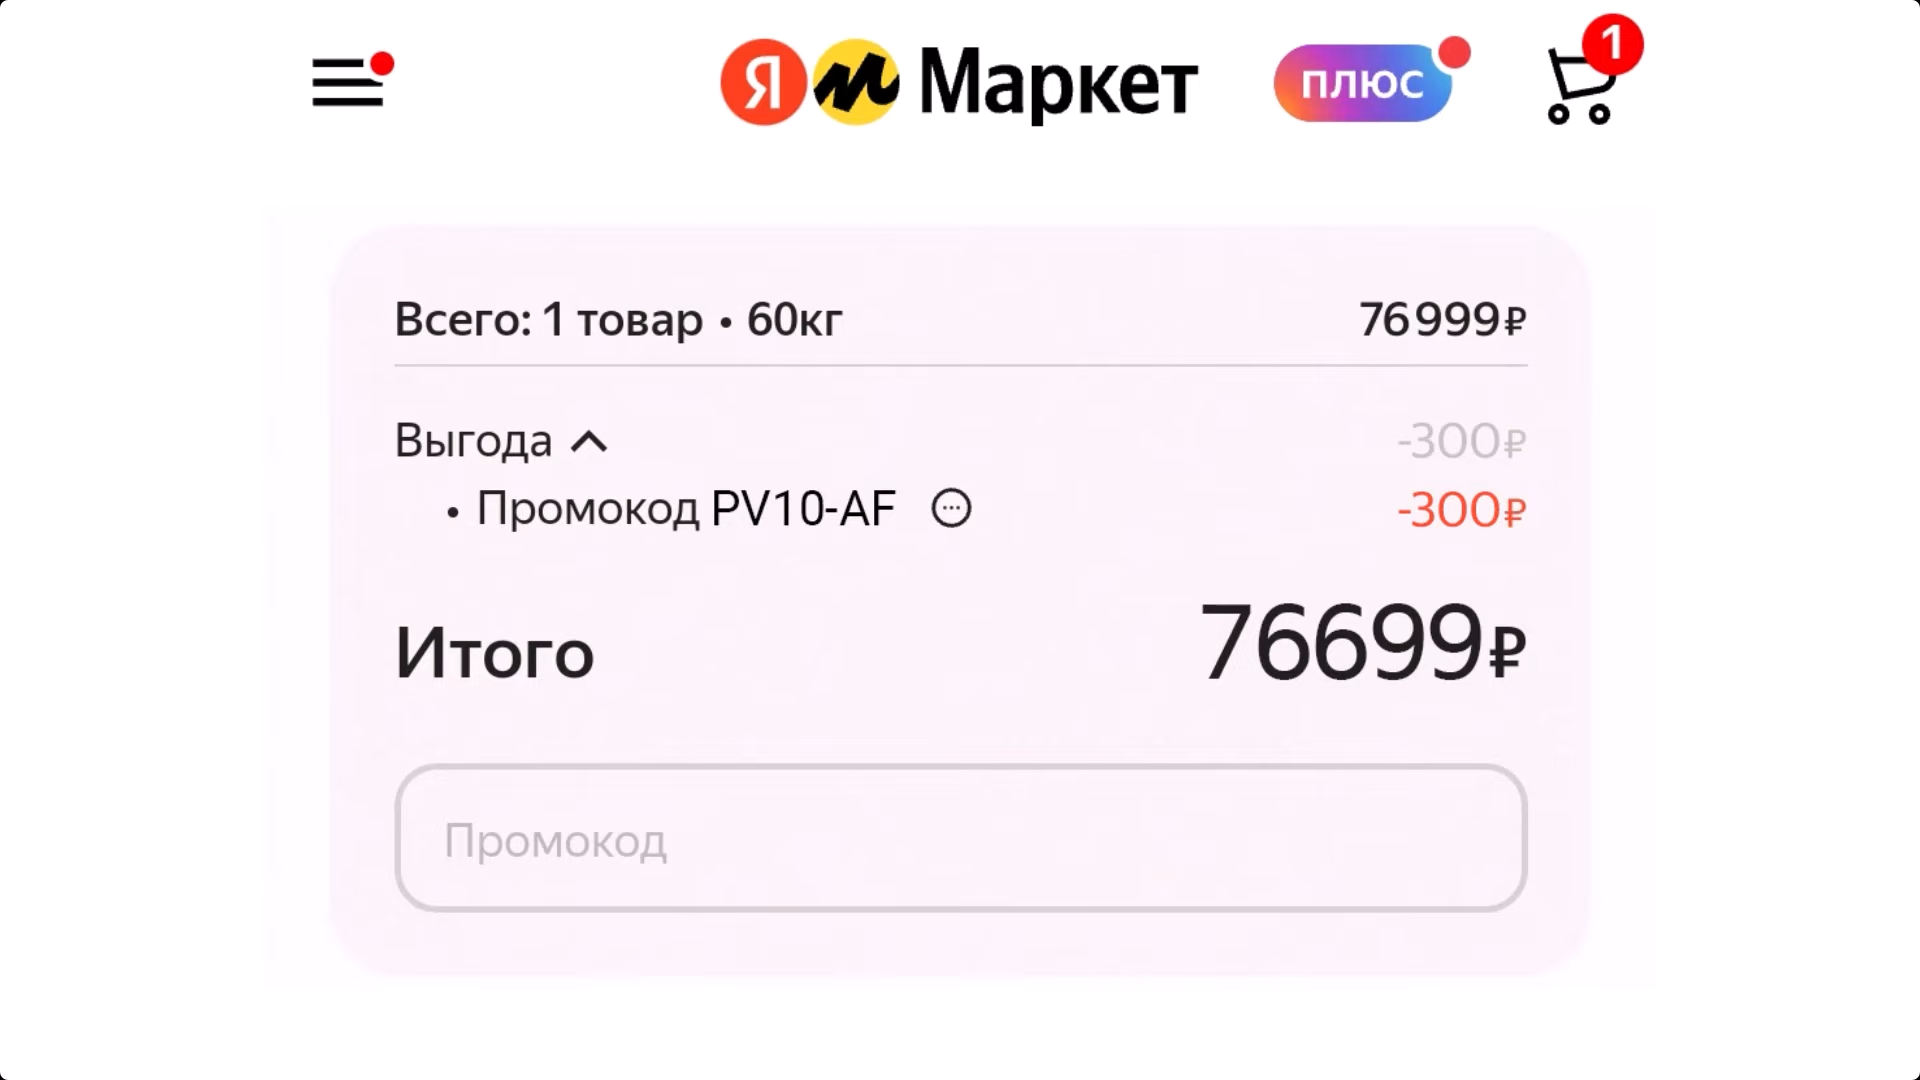 Я Маркет плюс 1
Всего: 1 товар • 60кг 76999₽
Выгода -300₽
• Промокод PV10-AF -300₽
Итого 76699₽
Промокод